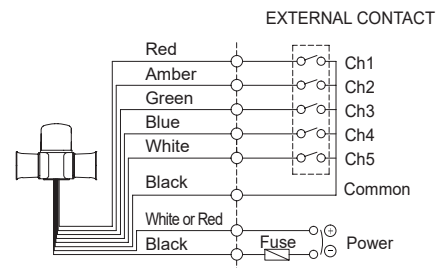 EXTERNAL CONTACT
Red
Ch1
Amber
Ch2
Green
Ch3
Blue
Ch4
White
Ch5
Black
Common
White or Red
⊕
Black
Fuse
⊖
Power